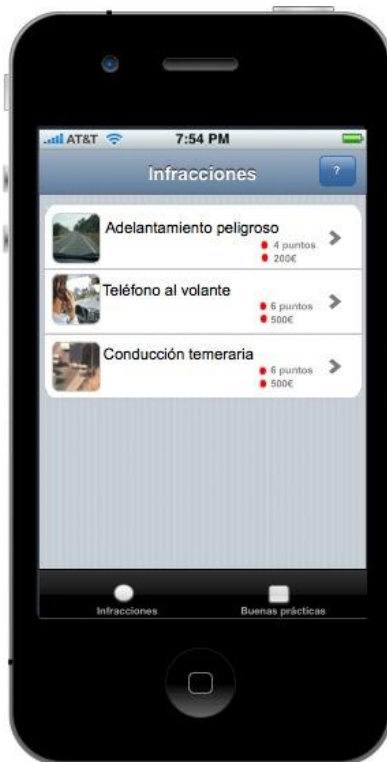 AT&T 7:54 PM
Infracciones ?
Adelantamiento peligroso
4 puntos
200€
Teléfono al volante
6 puntos
500€
Conducción temeraria
6 puntos
500€
Infracciones Buenas prácticas